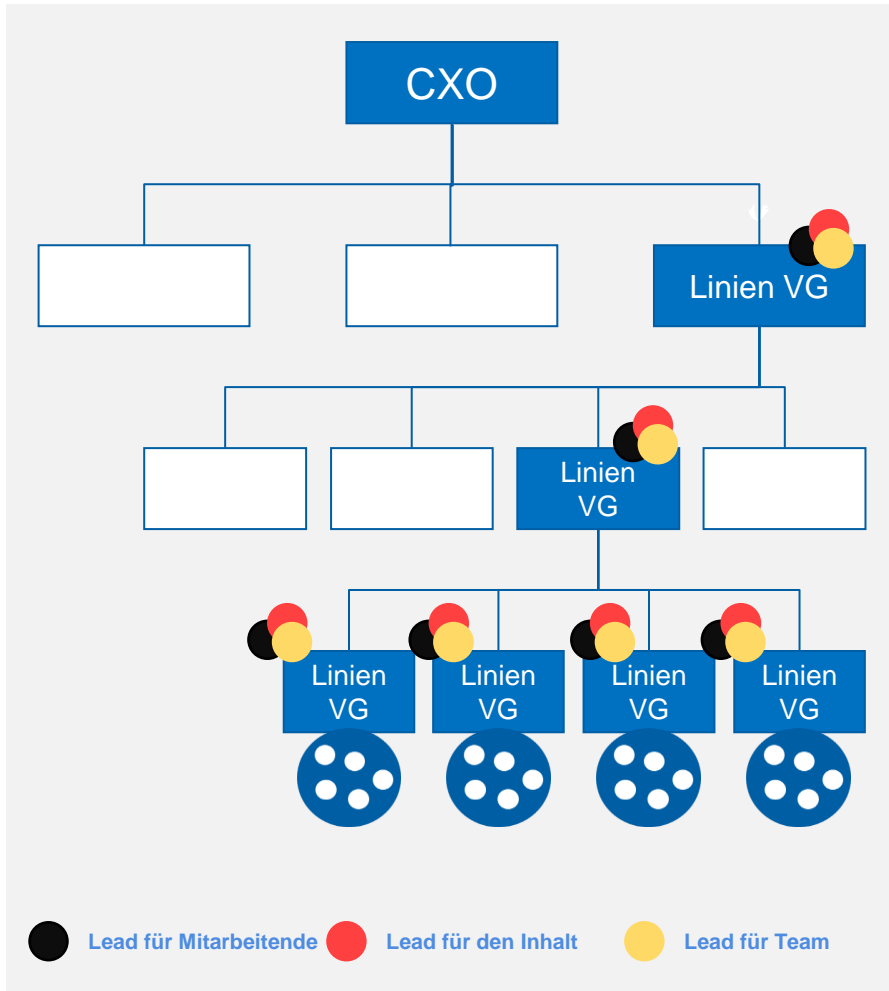 CXO
Linien VG
Linien
VG
Linien
VG
Linien
VG
Linien
VG
Linien
VG
Lead für Mitarbeitende
Lead für den Inhalt
Lead für Team